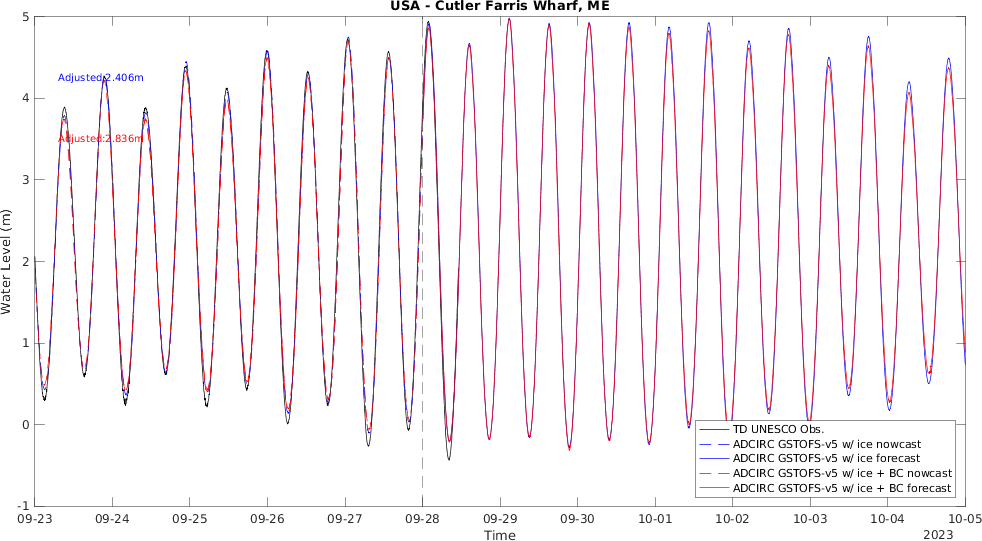 USA - Cutler Farris Wharf, ME
5
4
3
2
1
0
-1
Water Level (m)
Adjusted:2.406m
Adjusted:2.836m
TD UNESCO Obs.
ADCIRC GSTOFS-v5 w/ ice nowcast
ADCIRC GSTOFS-v5 w/ ice forecast
ADCIRC GSTOFS-v5 w/ ice + BC nowcast
ADCIRC GSTOFS-v5 w/ ice + BC forecast
09-23 09-24 09-25 09-26 09-27 09-28 09-29 09-30 10-01 10-02 10-03 10-04 10-05
Time
2023